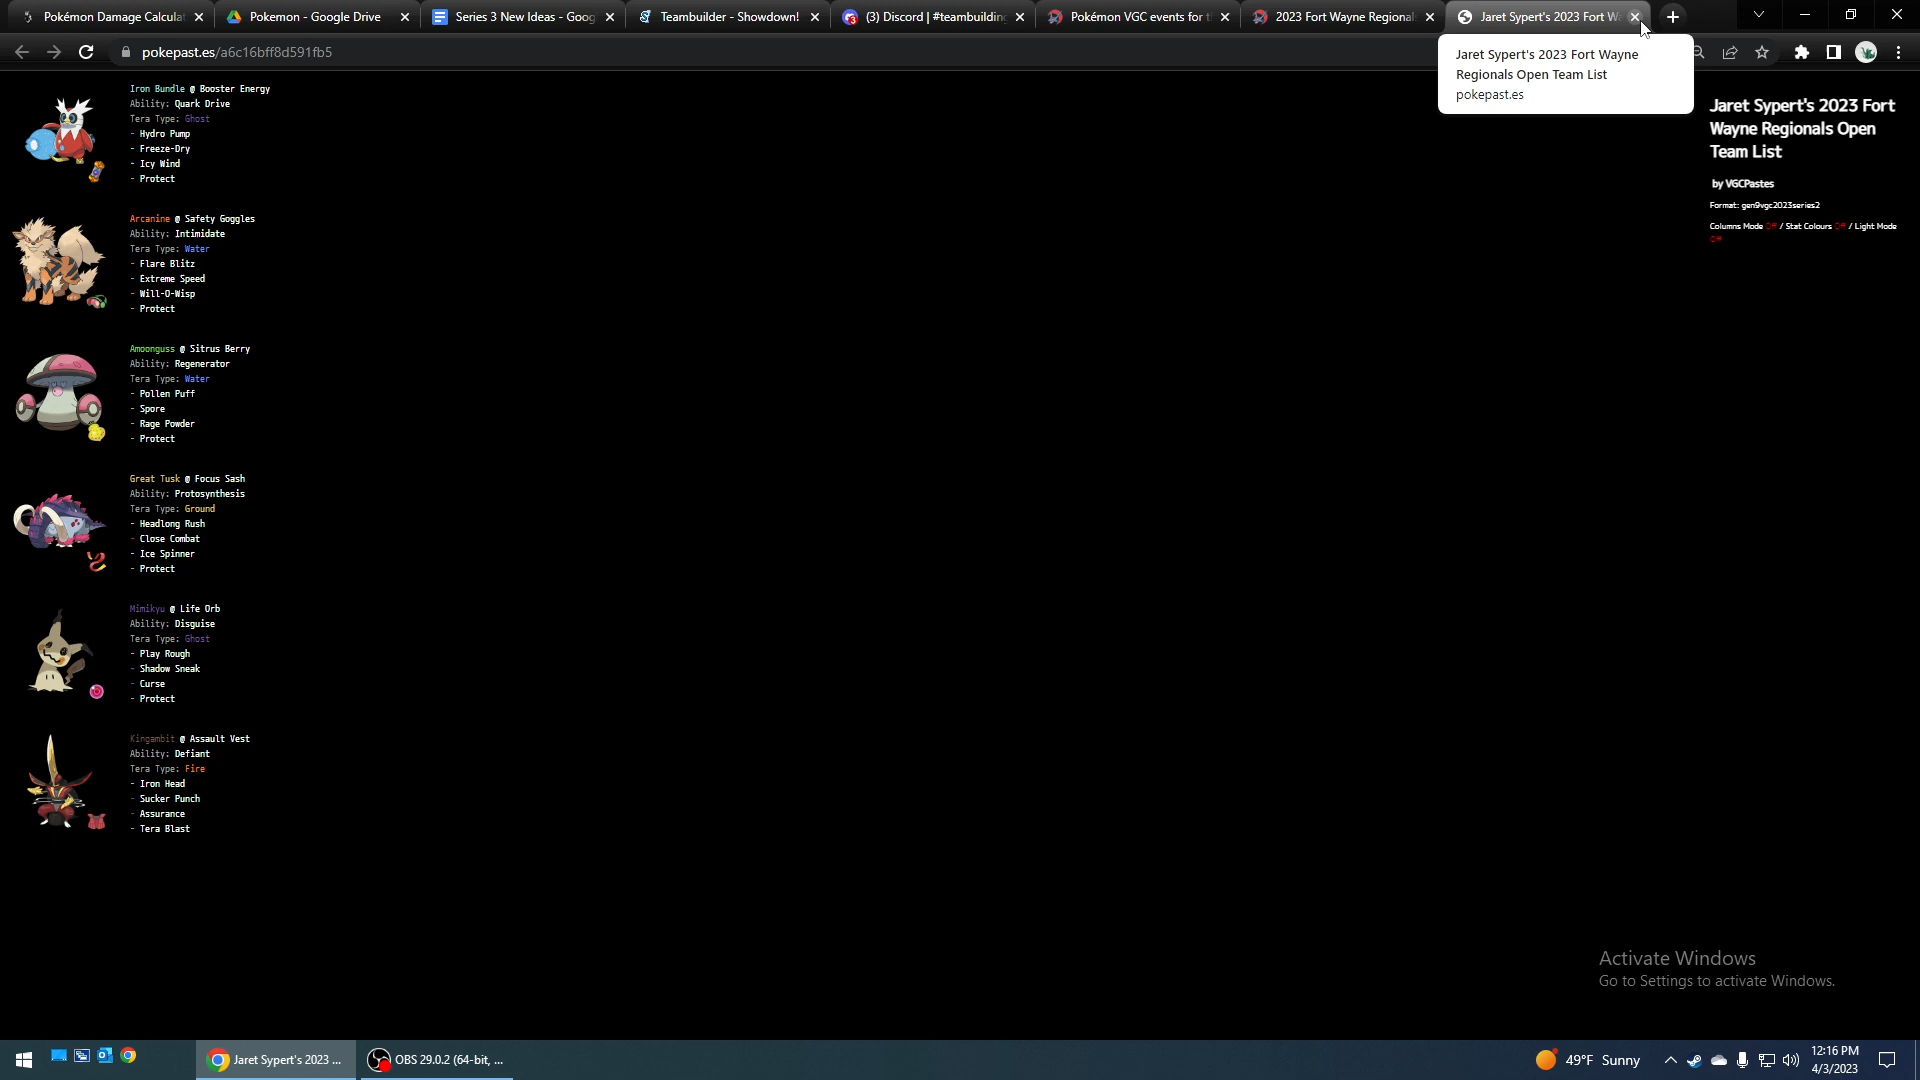 Pokémon Damage Calculat
Pokemon - Google Drive
Series 3 New Ideas - Goog
Teambuilder - Showdown!
(3) Discord | #teambuilding
Pokémon VGC events for t
2023 Fort Wayne Regional
Jaret Sypert's 2023 Fort Wa
pokepast.es/a6c16bff8d591fb5
Jaret Sypert's 2023 Fort Wayne
Regionals Open Team List
pokepast.es
Iron Bundle @ Booster Energy
Ability: Quark Drive
Tera Type: Ghost
- Hydro Pump
- Freeze-Dry
- Icy Wind
- Protect
Arcanine @ Safety Goggles
Ability: Intimidate
Tera Type: Water
- Flare Blitz
- Extreme Speed
- Will-O-Wisp
- Protect
Amoonguss @ Sitrus Berry
Ability: Regenerator
Tera Type: Water
- Pollen Puff
- Spore
- Rage Powder
- Protect
Great Tusk @ Focus Sash
Ability: Protosynthesis
Tera Type: Ground
- Headlong Rush
- Close Combat
- Ice Spinner
- Protect
Mimikyu @ Life Orb
Ability: Disguise
Tera Type: Ghost
- Play Rough
- Shadow Sneak
- Curse
- Protect
Kingambit @ Assault Vest
Ability: Defiant
Tera Type: Fire
- Iron Head
- Sucker Punch
- Assurance
- Tera Blast
Jaret Sypert's 2023 Fort
Wayne Regionals Open
Team List
by VGCPastes
Format: gen9vgc2023series2
Columns Mode Off / Stat Colours Off / Light Mode
Off
Activate Windows
Go to Settings to activate Windows.
Jaret Sypert's 2023 ...
OBS 29.0.2 (64-bit, ...
49°F Sunny
12:16 PM
4/3/2023